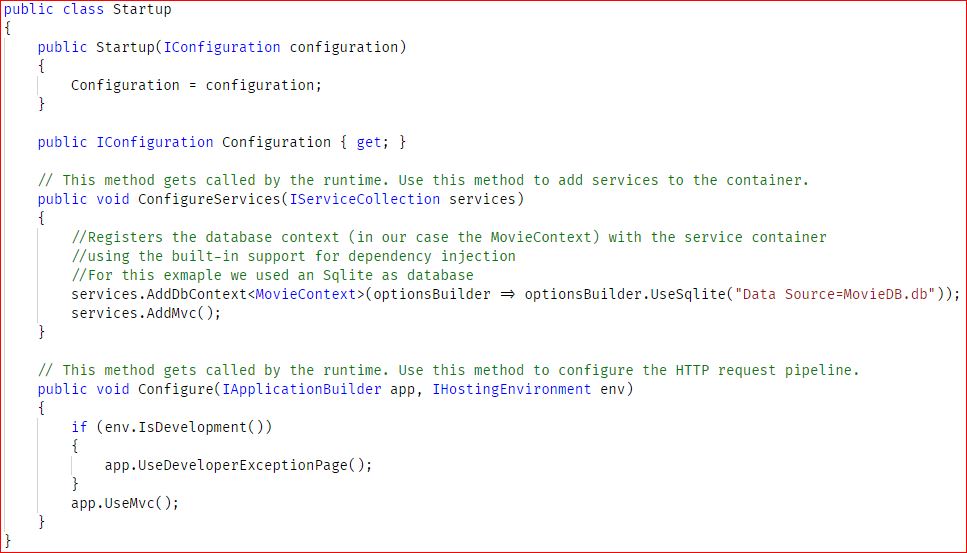 public class Startup
{
    public Startup(IConfiguration configuration)
    {
        Configuration = configuration;
    }

    public IConfiguration Configuration { get; }

    // This method gets called by the runtime. Use this method to add services to the container.
    public void ConfigureServices(IServiceCollection services)
    {
        //Registers the database context (in our case the MovieContext) with the service container
        //using the built-in support for dependency injection
        //For this exmaple we used an Sqlite as database
        services.AddDbContext<MovieContext>(optionsBuilder ⇒ optionsBuilder.UseSqlite("Data Source=MovieDB.db"));
        services.AddMvc();
    }

    // This method gets called by the runtime. Use this method to configure the HTTP request pipeline.
    public void Configure(IApplicationBuilder app, IHostingEnvironment env)
    {
        if (env.IsDevelopment())
        {
            app.UseDeveloperExceptionPage();
        }
        app.UseMvc();
    }
}